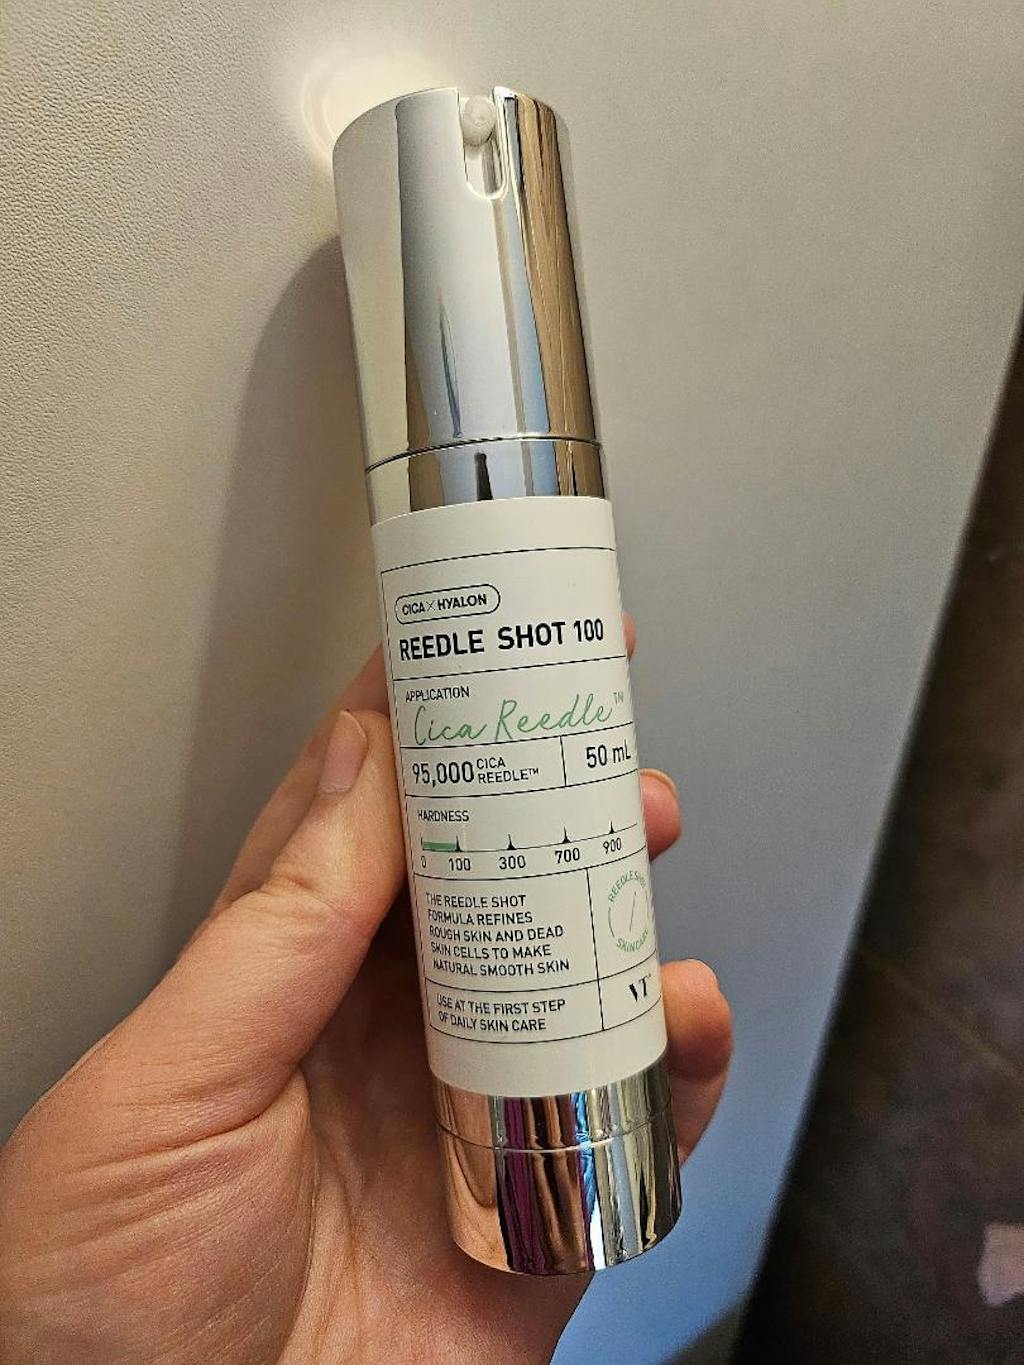 CICA×HYALON
REEDLE SHOT 100
APPLICATION
Cica Reedle™
95,000 CICA
REEDLE™
50 mL
HARDNESS
0 100 300 700 900
THE REEDLE SHOT
FORMULA REFINES
ROUGH SKIN AND DEAD
SKIN CELLS TO MAKE
NATURAL SMOOTH SKIN
REEDLE SHOT
SKINCARE
USE AT THE FIRST STEP
OF DAILY SKIN CARE
VT